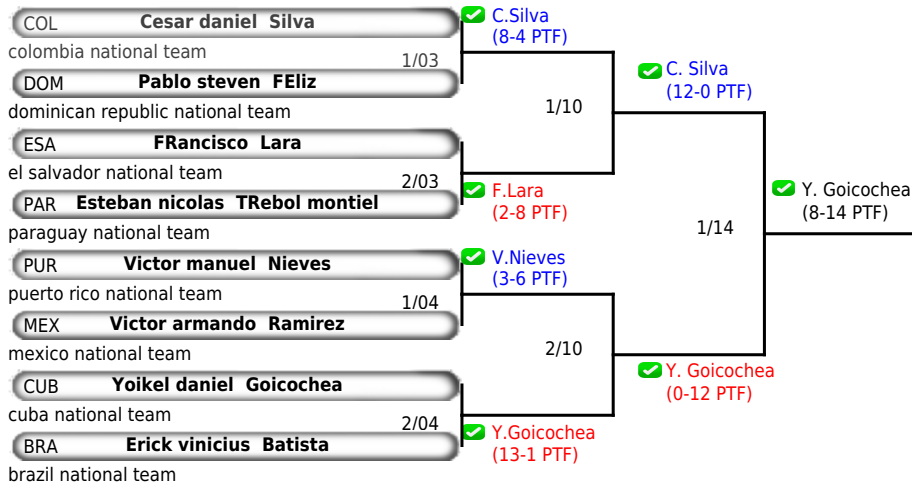 COL Cesar daniel Silva
colombia national team
1/03
DOM Pablo steven FEliz
dominican republic national team
ESA FRancisco Lara
el salvador national team
2/03
PAR Esteban nicolas TRebol montiel
paraguay national team
PUR Victor manuel Nieves
puerto rico national team
1/04
MEX Victor armando Ramirez
mexico national team
CUB Yoikel daniel Goicochea
cuba national team
2/04
BRA Erick vinicius Batista
brazil national team
C.Silva
(8-4 PTF)
1/10
F.Lara
(2-8 PTF)
V.Nieves
(3-6 PTF)
2/10
Y.Goicochea
(13-1 PTF)
C. Silva
(12-0 PTF)
1/14
Y. Goicochea
(0-12 PTF)
Y. Goicochea
(8-14 PTF)